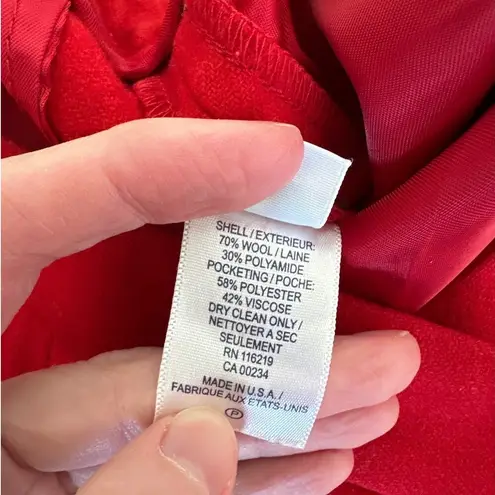 SHELL/EXTERIEUR:
70% WOOL/LAINE
30% POLYAMIDE
POCKETING/POCHE:
58% POLYESTER
42% VISCOSE
DRY CLEAN ONLY/
NETTOYER A SEC
SEULEMENT
RN 116219
CA 00234
MADE IN U.S.A./
FABRIQUE AUX ETATS-UNIS
P